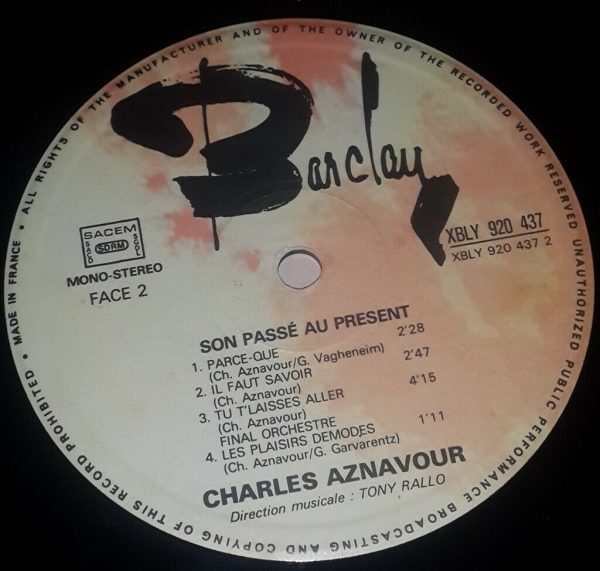 MADE IN FRANCE • ALL RIGHTS OF THE MANUFACTURER AND OF THE OWNER OF THE RECORDED WORK RESERVED UNAUTHORIZED PUBLIC PERFORMANCE BROADCASTING AND COPYING OF THIS RECORD PROHIBITED •
Barclay
SACEM
SACD SDRM SGDL
MONO-STEREO
FACE 2
XBLY 920 437
XBLY 920 437 2
SON PASSÉ AU PRESENT
1. PARCE-QUE 2'28
(Ch. Aznavour/G. Vagheneim)
2. IL FAUT SAVOIR 2'47
(Ch. Aznavour)
3. TU T'LAISSES ALLER 4'15
(Ch. Aznavour)
FINAL ORCHESTRE
4. LES PLAISIRS DEMODES 1'11
(Ch. Aznavour/G. Garvarentz)
CHARLES AZNAVOUR
Direction musicale : TONY RALLO